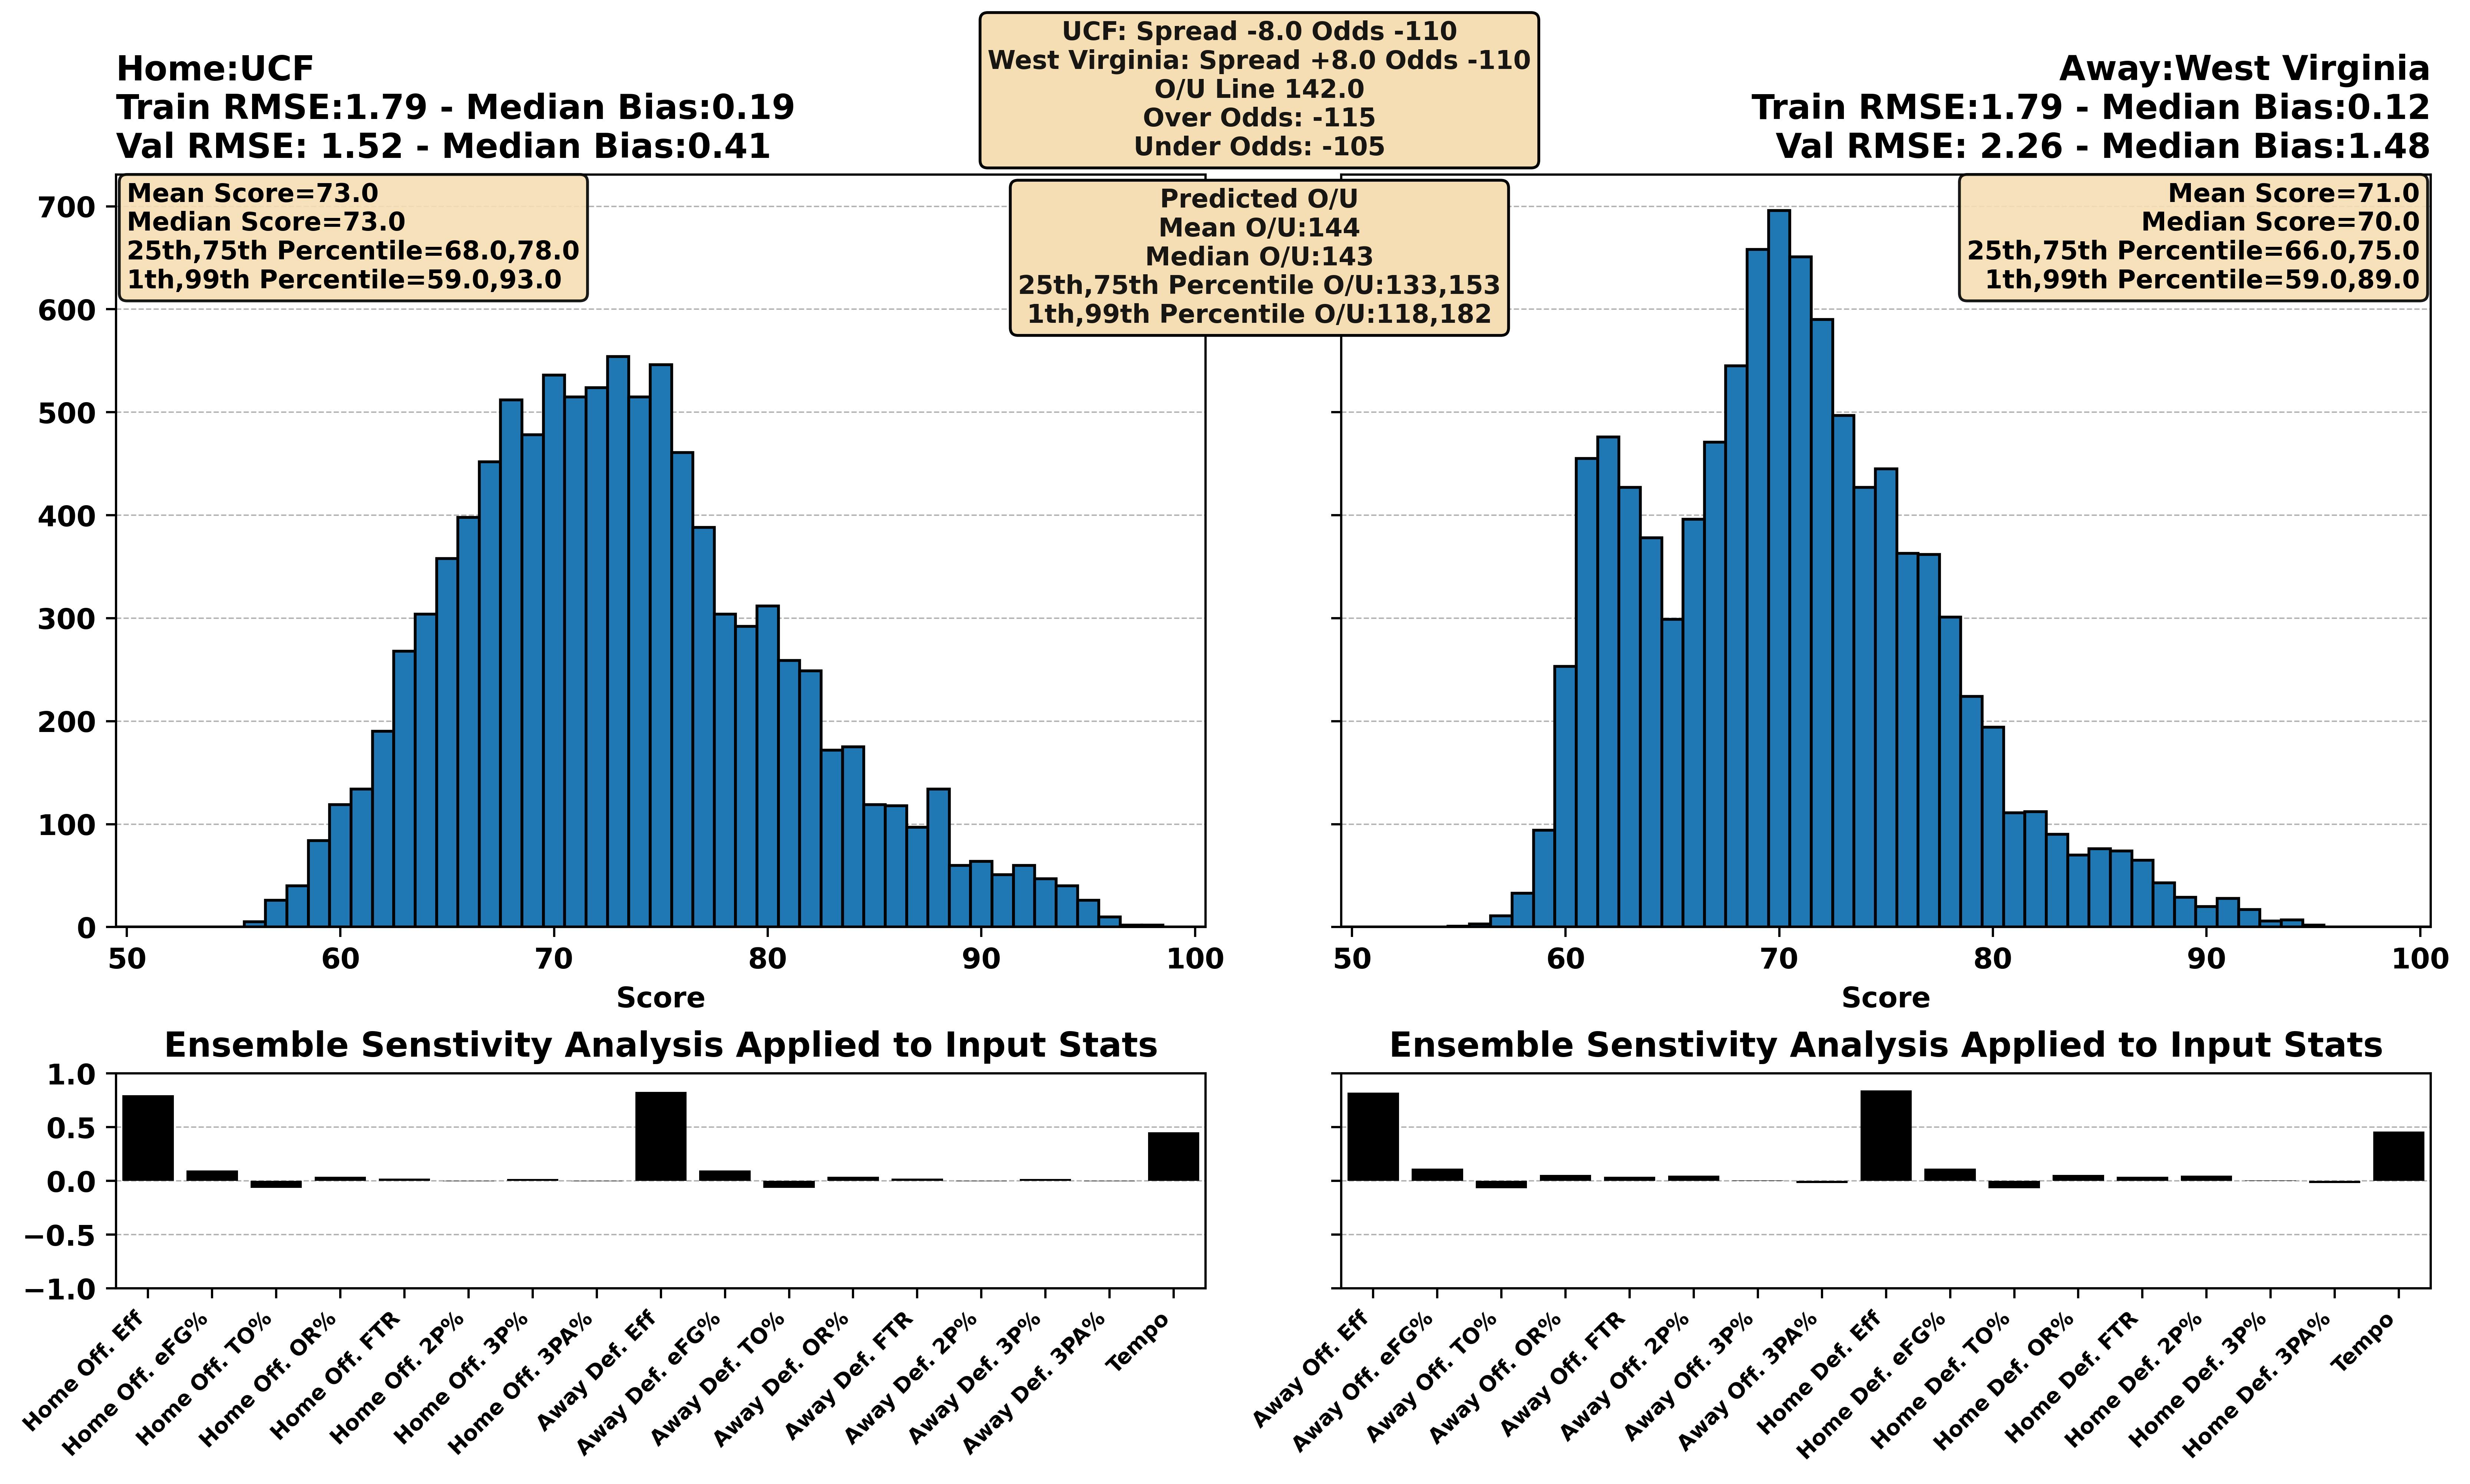 UCF: Spread -8.0 Odds -110
West Virginia: Spread +8.0 Odds -110
O/U Line 142.0
Over Odds: -115
Under Odds: -105
Home:UCF
Train RMSE:1.79 - Median Bias:0.19
Val RMSE: 1.52 - Median Bias:0.41
Away:West Virginia
Train RMSE:1.79 - Median Bias:0.12
Val RMSE: 2.26 - Median Bias:1.48
Mean Score=73.0
Median Score=73.0
25th,75th Percentile=68.0,78.0
1th,99th Percentile=59.0,93.0
Predicted O/U
Mean O/U:144
Median O/U:143
25th,75th Percentile O/U:133,153
1th,99th Percentile O/U:118,182
Mean Score=71.0
Median Score=70.0
25th,75th Percentile=66.0,75.0
1th,99th Percentile=59.0,89.0
700
600
500
400
300
200
100
0
50 60 70 80 90 100
Score
50 60 70 80 90 100
Score
Ensemble Senstivity Analysis Applied to Input Stats
1.0
0.5
0.0
−0.5
−1.0
Home Off. Eff
Home Off. eFG%
Home Off. TO%
Home Off. OR%
Home Off. FTR
Home Off. 2P%
Home Off. 3P%
Home Off. 3PA%
Away Def. Eff
Away Def. eFG%
Away Def. TO%
Away Def. OR%
Away Def. FTR
Away Def. 2P%
Away Def. 3P%
Away Def. 3PA%
Tempo
Ensemble Senstivity Analysis Applied to Input Stats
Away Off. Eff
Away Off. eFG%
Away Off. TO%
Away Off. OR%
Away Off. FTR
Away Off. 2P%
Away Off. 3P%
Away Off. 3PA%
Home Def. Eff
Home Def. eFG%
Home Def. TO%
Home Def. OR%
Home Def. FTR
Home Def. 2P%
Home Def. 3P%
Home Def. 3PA%
Tempo